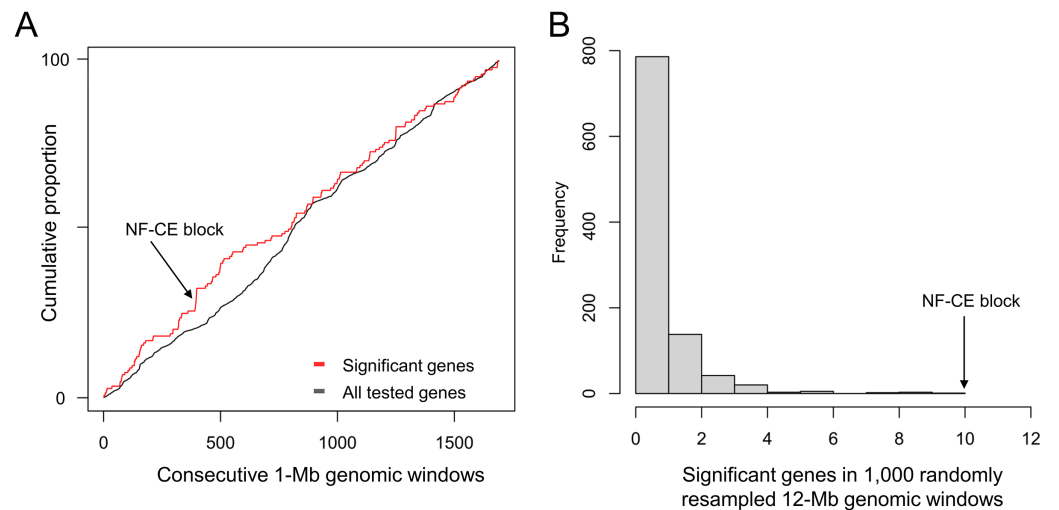 A
Cumulative proportion
100
0
NF-CE block
Significant genes
All tested genes
0 500 1000 1500
Consecutive 1-Mb genomic windows
B
Frequency
800
600
400
200
0
NF-CE block
0 2 4 6 8 10 12
Significant genes in 1,000 randomly
resampled 12-Mb genomic windows